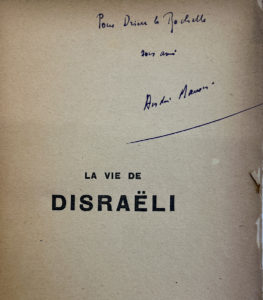 Pour Drieu la Rochelle
son ami
André Maurois
LA VIE DE
DISRAËLI